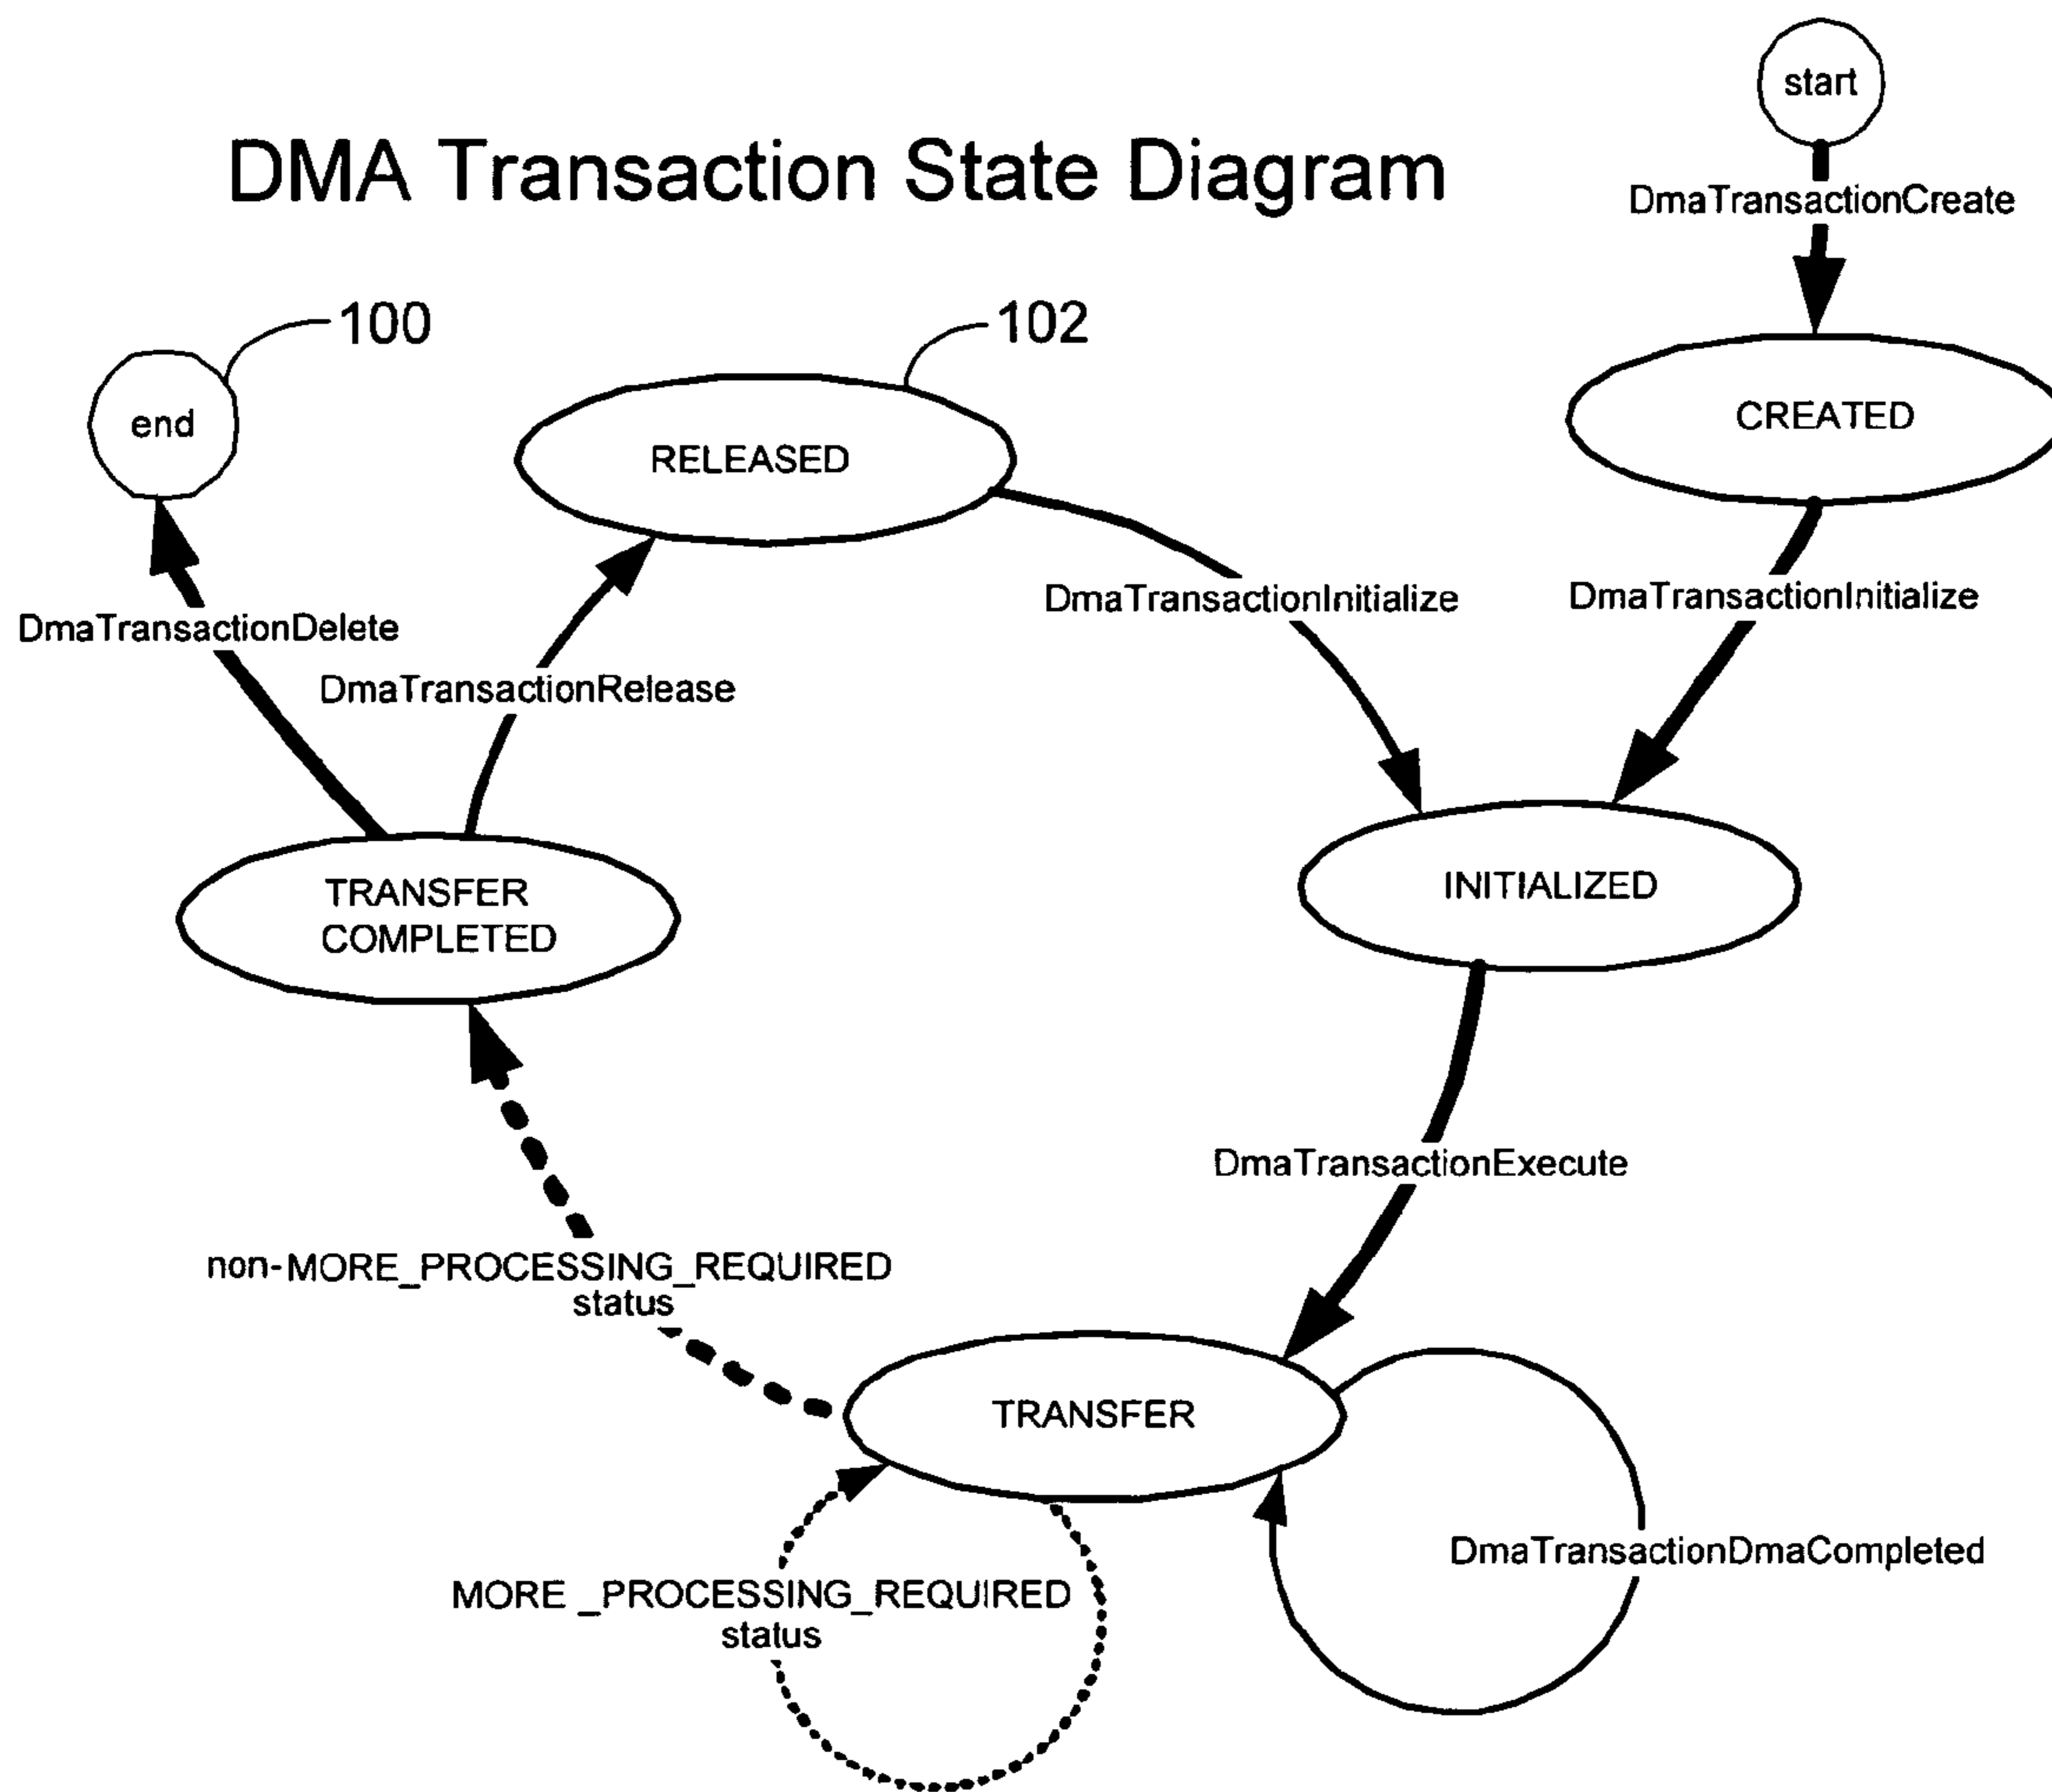 start
DMA Transaction State Diagram
DmaTransactionCreate
100
102
end
RELEASED
CREATED
DmaTransactionInitialize
DmaTransactionInitialize
DmaTransactionDelete
DmaTransactionRelease
TRANSFER
COMPLETED
INITIALIZED
DmaTransactionExecute
non-MORE_PROCESSING_REQUIRED
status
TRANSFER
DmaTransactionDmaCompleted
MORE _PROCESSING_REQUIRED
status